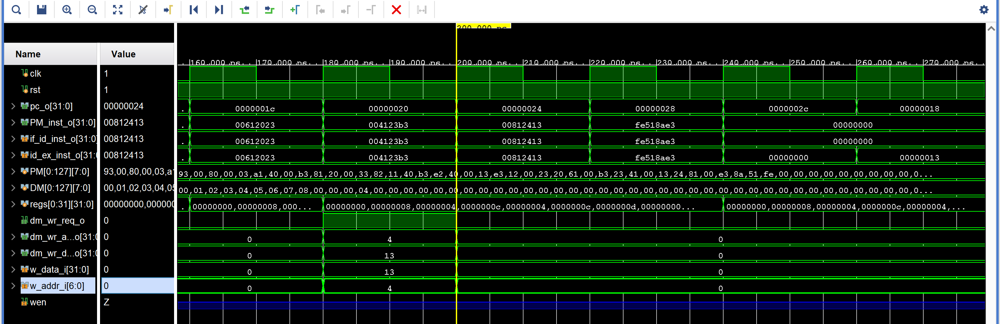 200.000 ns
Name Value
160.000 ns 170.000 ns 180.000 ns 190.000 ns 200.000 ns 210.000 ns 220.000 ns 230.000 ns 240.000 ns 250.000 ns 260.000 ns 270.000 ns
clk 1
rst 1
pc_o[31:0] 00000024 . 0000001c 00000020 00000024 00000028 0000002c 00000018
PM_inst_o[31:0] 00812413 . 00612023 004123b3 00812413 fe518ae3 00000000
if_id_inst_o[31:0] 00812413 . 00612023 004123b3 00812413 fe518ae3 00000000
id_ex_inst_o[31:0 00812413 . 00612023 004123b3 00812413 fe518ae3 00000000 00000013
PM[0:127][7:0] 93,00,80,00,03,a1 93,00,80,00,03,a1,40,00,b3,81,20,00,33,82,11,40,b3,e2,40,00,13,e3,12,00,23,20,61,00,b3,23,41,00,13,24,81,00,e3,8a,51,fe,00,00,00,00,00,00,00,00,00,0...
DM[0:127][7:0] 00,01,02,03,04,05 00,01,02,03,04,05,06,07,08,00,00,00,04,00,00,00,00,00,00,00,00,00,00,00,00,00,00,00,00,00,00,00,00,00,00,00,00,00,00,00,00,00,00,00,00,00,00,00,00,0...
regs[0:31][31:0] 00000000,000000 . 00000000,00000008,000... 00000000,00000008,00000004,0000000c,00000004,0000000c,0000000d,00000000... 00000000,00000008,00000004,0000000c,00000004,...
dm_wr_req_o 0
dm_wr_a...o[31:0 0 0 4 0
dm_wr_d...o[31:0 0 0 13 0
w_data_i[31:0] 0 0 13 0
w_addr_i[6:0] 0 0 4 0
wen Z